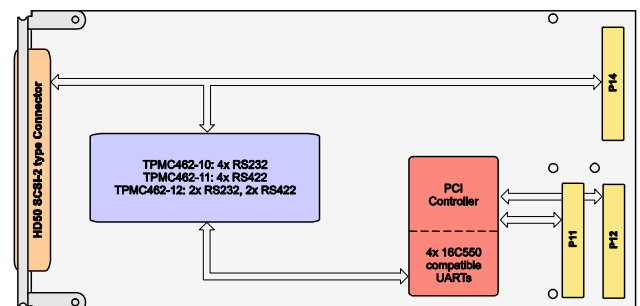 HD50 SCSI-2 type Connector
P14
TPMC462-10: 4x RS232
TPMC462-11: 4x RS422
TPMC462-12: 2x RS232, 2x RS422
PCI
Controller
4x 16C550
compatible
UARTs
P11
P12